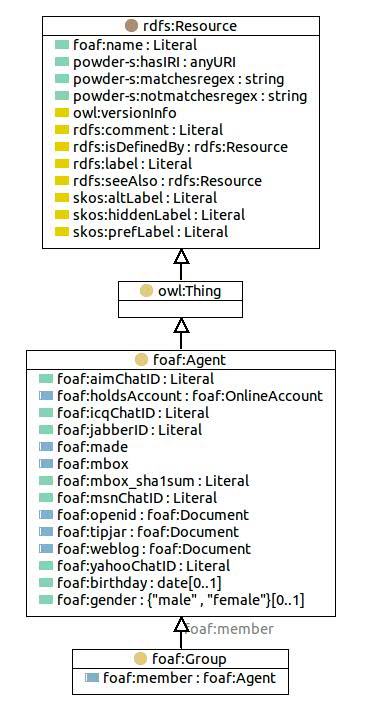 rdfs:Resource
foaf:name : Literal
powder-s:hasIRI : anyURI
powder-s:matchesregex : string
powder-s:notmatchesregex : string
owl:versionInfo
rdfs:comment : Literal
rdfs:isDefinedBy : rdfs:Resource
rdfs:label : Literal
rdfs:seeAlso : rdfs:Resource
skos:altLabel : Literal
skos:hiddenLabel : Literal
skos:prefLabel : Literal
owl:Thing
foaf:Agent
foaf:aimChatID : Literal
foaf:holdsAccount : foaf:OnlineAccount
foaf:icqChatID : Literal
foaf:jabberID : Literal
foaf:made
foaf:mbox
foaf:mbox_sha1sum : Literal
foaf:msnChatID : Literal
foaf:openid : foaf:Document
foaf:tipjar : foaf:Document
foaf:weblog : foaf:Document
foaf:yahooChatID : Literal
foaf:birthday : date[0..1]
foaf:gender : {"male" , "female"}[0..1]
foaf:member
foaf:Group
foaf:member : foaf:Agent